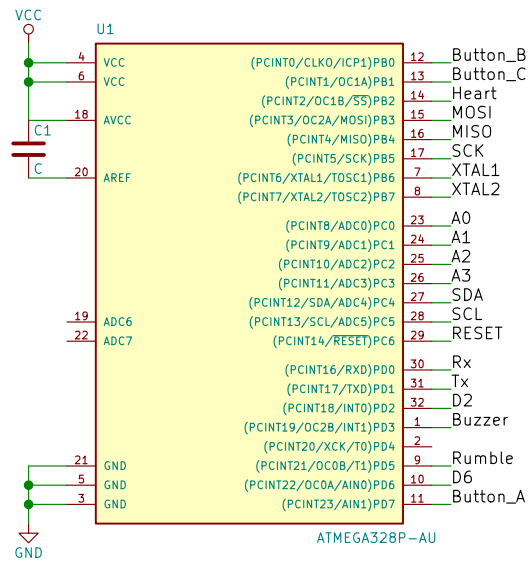 VCC
U1
4 VCC (PCINT0/CLKO/ICP1)PB0 12 Button_B
6 VCC (PCINT1/OC1A)PB1 13 Button_C
(PCINT2/OC1B/SS)PB2 14 Heart
18 AVCC (PCINT3/OC2A/MOSI)PB3 15 MOSI
C1 (PCINT4/MISO)PB4 16 MISO
(PCINT5/SCK)PB5 17 SCK
C 20 AREF (PCINT6/XTAL1/TOSC1)PB6 7 XTAL1
(PCINT7/XTAL2/TOSC2)PB7 8 XTAL2
(PCINT8/ADC0)PC0 23 A0
(PCINT9/ADC1)PC1 24 A1
(PCINT10/ADC2)PC2 25 A2
(PCINT11/ADC3)PC3 26 A3
(PCINT12/SDA/ADC4)PC4 27 SDA
19 ADC6 (PCINT13/SCL/ADC5)PC5 28 SCL
22 ADC7 (PCINT14/RESET)PC6 29 RESET
(PCINT16/RXD)PD0 30 Rx
(PCINT17/TXD)PD1 31 Tx
(PCINT18/INT0)PD2 32 D2
(PCINT19/OC2B/INT1)PD3 1 Buzzer
(PCINT20/XCK/T0)PD4 2
21 GND (PCINT21/OC0B/T1)PD5 9 Rumble
5 GND (PCINT22/OC0A/AIN0)PD6 10 D6
3 GND (PCINT23/AIN1)PD7 11 Button_A
ATMEGA328P-AU
GND